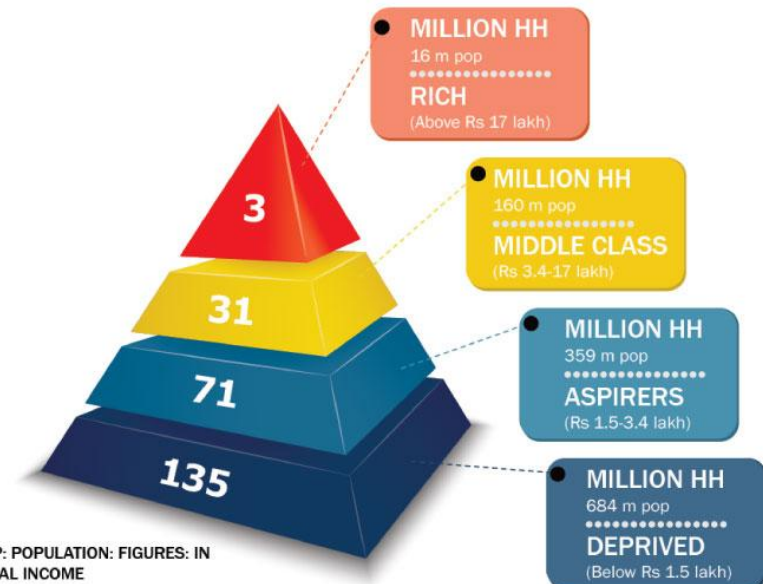 MILLION HH
16 m pop
RICH
(Above Rs 17 lakh)
3
MILLION HH
160 m pop
MIDDLE CLASS
(Rs 3.4-17 lakh)
31
MILLION HH
359 m pop
ASPIRERS
(Rs 1.5-3.4 lakh)
71
MILLION HH
684 m pop
DEPRIVED
(Below Rs 1.5 lakh)
135
: POPULATION: FIGURES: IN
INCOME